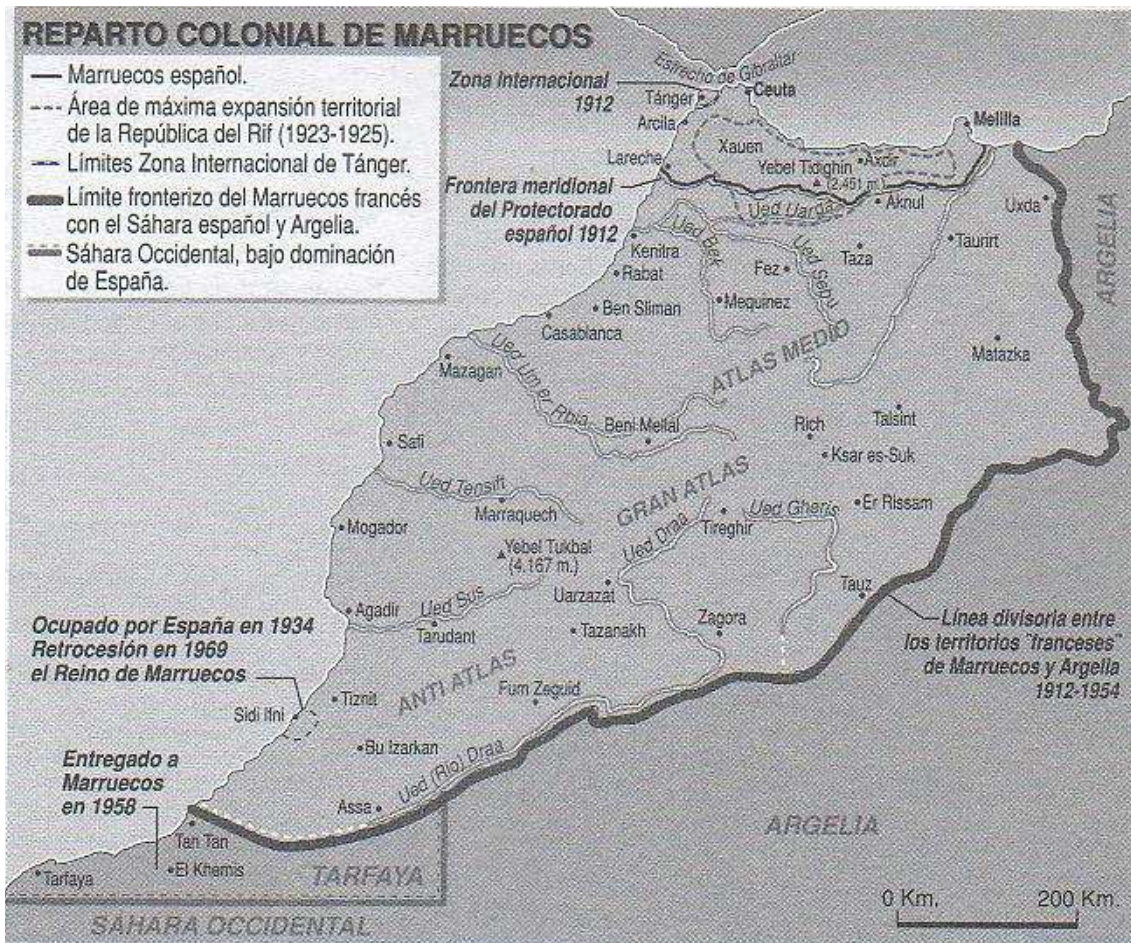 REPARTO COLONIAL DE MARRUECOS
Marruecos español.
Área de máxima expansión territorial
de la República del Rif (1923-1925).
Límites Zona Internacional de Tánger.
Límite fronterizo del Marruecos francés
con el Sáhara español y Argelia.
Sáhara Occidental, bajo dominación
de España.
Estrecho de Gibraltar
Zona Internacional
1912
Tánger
Ceuta
Arcila
Melilla
Xauen
Axdir
Yebel Tidighin
(2.451 m.)
Lareche
Frontera meridional
del Protectorado
español 1912
Ued Uarga
Aknul
Uxda
ARGELIA
Ued Bek
Kenitra
Rabat
Fez
Ued Sebu
Taza
Taurirt
Ben Sliman
Mequinez
Casablanca
Matazka
ATLAS MEDIO
Mazagan
Ued Um er Rbia
Beni Mellal
Rich
Talsint
Safi
Ksar es-Suk
Ued Tensift
GRAN ATLAS
Marraquech
Ued Gheris
Er Rissam
Mogador
Ued Draa
Tireghir
Yebel Tukbal
(4.167 m.)
Uarzazat
Tauz
Agadir
Ued Sus
Tarudant
Tazanakh
Zagora
Línea divisoria entre
los territorios "franceses"
de Marruecos y Argelia
1912-1954
Ocupado por España en 1934
Retrocesión en 1969
el Reino de Marruecos
ANTI ATLAS
Tiznit
Fum Zeguid
Sidi Ifni
Bu Izarkan
Ued (Rio) Draa
Entregado a
Marruecos
en 1958
Assa
Tan Tan
ARGELIA
Tarfaya
El Khemis
TARFAYA
SÁHARA OCCIDENTAL
0 Km.
200 Km.